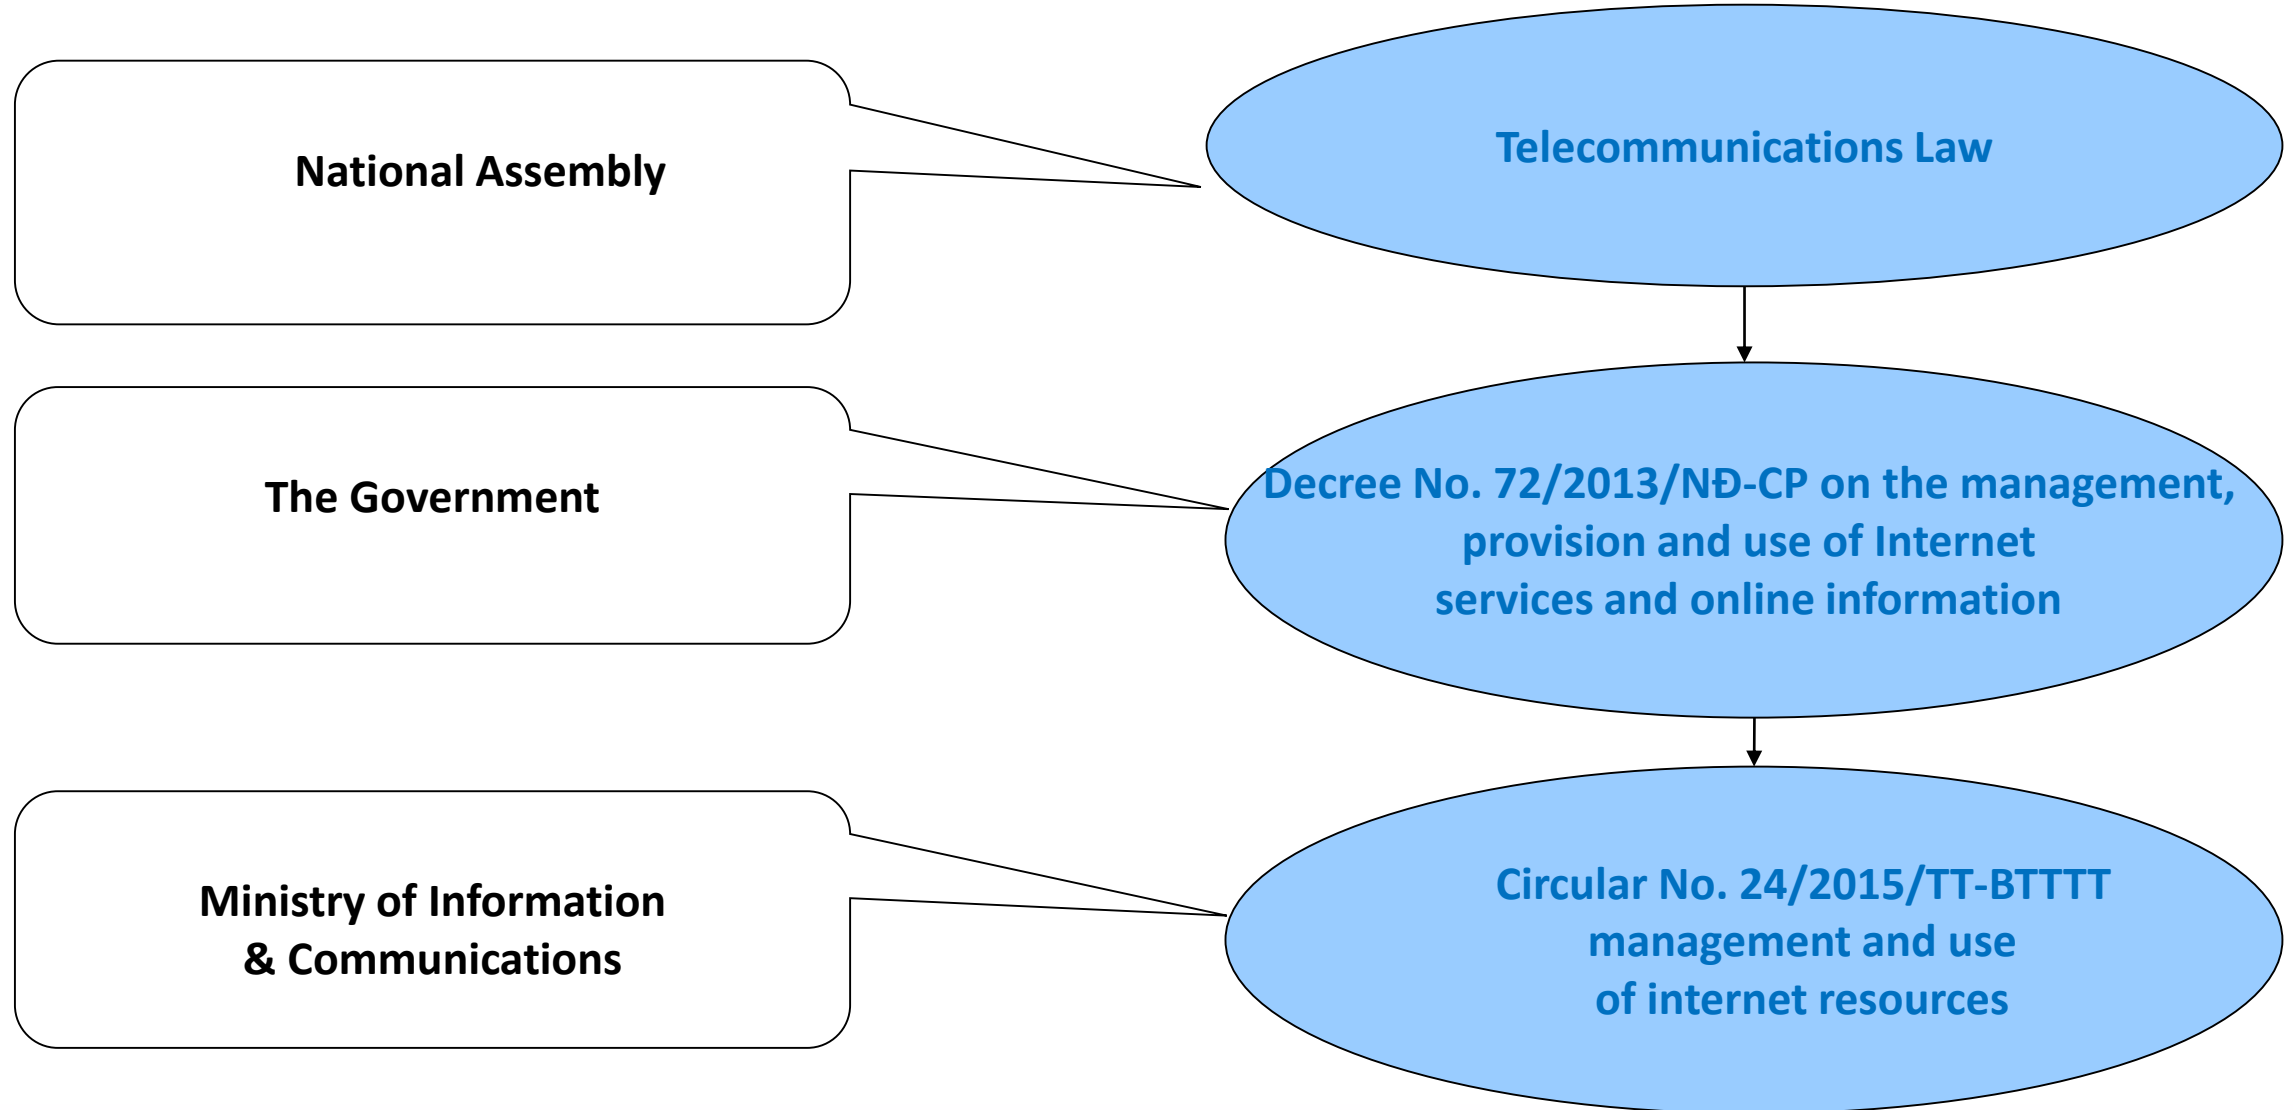 National Assembly
Telecommunications Law
The Government
Decree No. 72/2013/NĐ-CP on the management,
provision and use of Internet
services and online information
Ministry of Information
& Communications
Circular No. 24/2015/TT-BTTTT
management and use
of internet resources